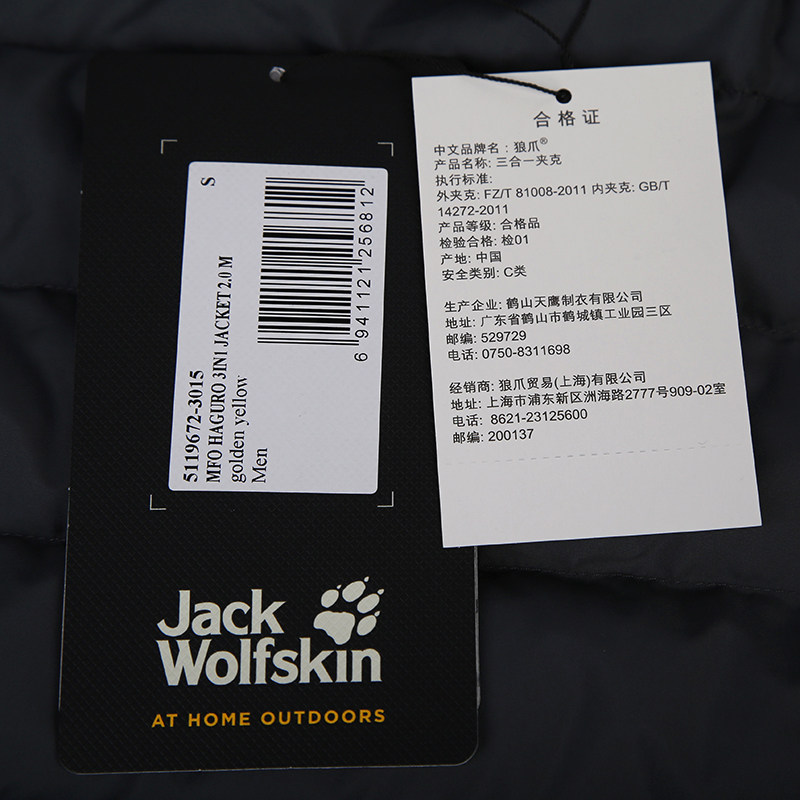 S
6 941121 256812
5119672-3015
MFO HAGURO 3IN1 JACKET 2.0 M
golden yellow
Men
Jack
Wolfskin
AT HOME OUTDOORS
合格证
中文品牌名：狼爪®
产品名称: 三合一夹克
执行标准:
外夹克: FZ/T 81008-2011 内夹克: GB/T
14272-2011
产品等级: 合格品
检验合格: 检01
产地: 中国
安全类别: C类
生产企业: 鹤山天鹰制衣有限公司
地址: 广东省鹤山市鹤城镇工业园三区
邮编: 529729
电话: 0750-8311698
经销商: 狼爪贸易(上海)有限公司
地址: 上海市浦东新区洲海路2777号909-02室
电话: 8621-23125600
邮编: 200137